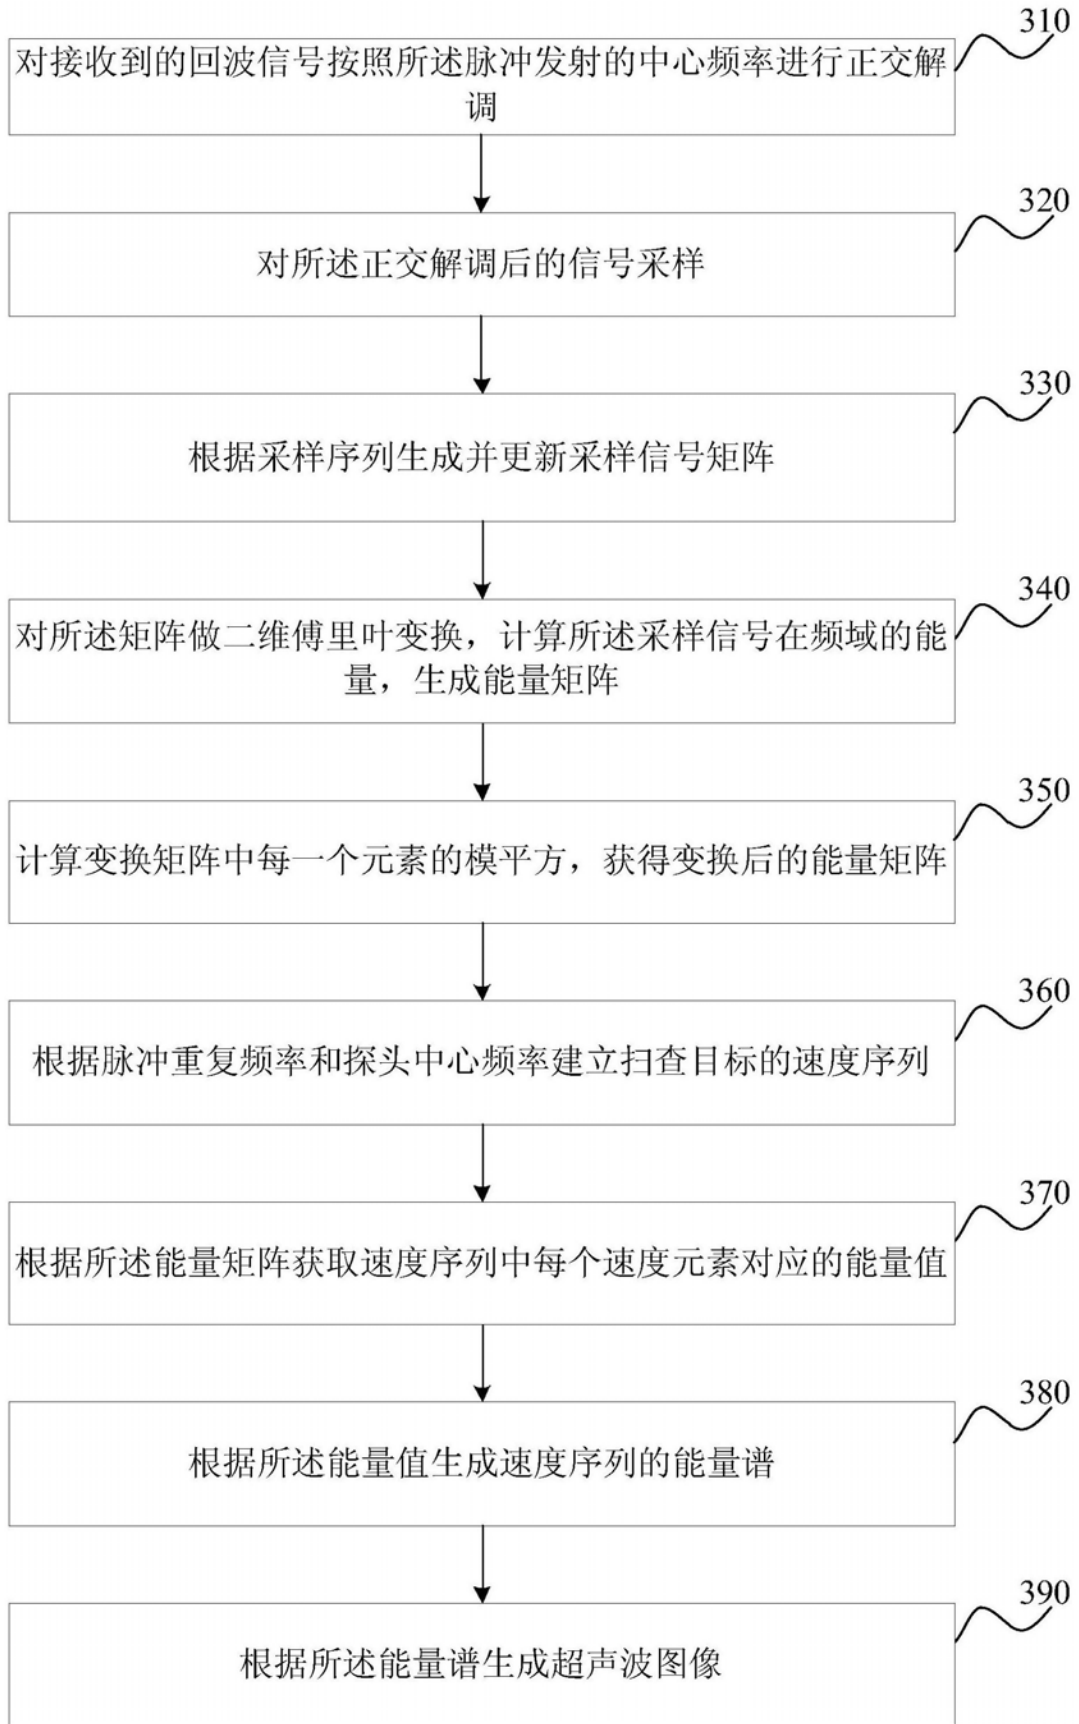 310
对接收到的回波信号按照所述脉冲发射的中心频率进行正交解
调
320
对所述正交解调后的信号采样
330
根据采样序列生成并更新采样信号矩阵
340
对所述矩阵做二维傅里叶变换，计算所述采样信号在频域的能
量，生成能量矩阵
350
计算变换矩阵中每一个元素的模平方，获得变换后的能量矩阵
360
根据脉冲重复频率和探头中心频率建立扫查目标的速度序列
370
根据所述能量矩阵获取速度序列中每个速度元素对应的能量值
380
根据所述能量值生成速度序列的能量谱
390
根据所述能量谱生成超声波图像